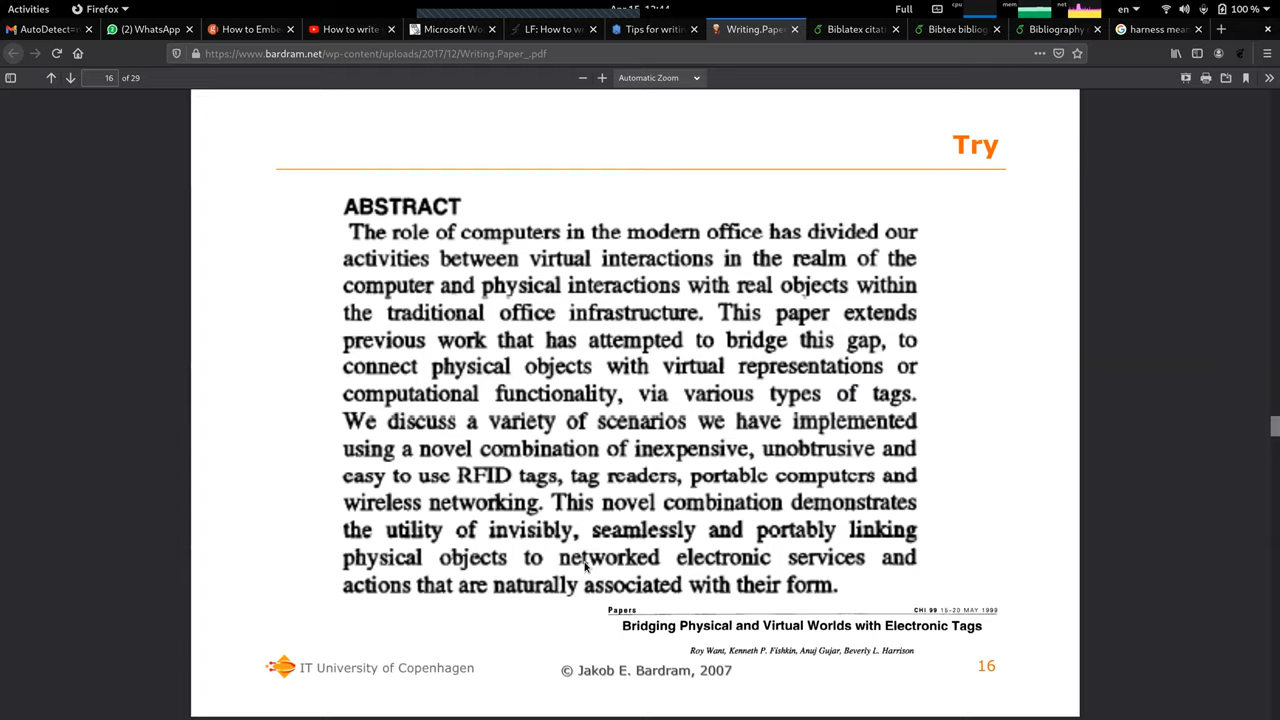 Activities
Firefox
Apr 15, 12:44
Full
cpu
mem
net
en
100 %
AutoDetect=
(2) WhatsApp
How to Embe
How to write
Microsoft Wo
LF: How to w
Tips for writin
Writing.Paper
Biblatex citati
Bibtex bibliog
Bibliography
harness mean
https://www.bardram.net/wp-content/uploads/2017/12/Writing.Paper_.pdf
16 of 29
Automatic Zoom
Try
ABSTRACT
The role of computers in the modern office has divided our
activities between virtual interactions in the realm of the
computer and physical interactions with real objects within
the traditional office infrastructure. This paper extends
previous work that has attempted to bridge this gap, to
connect physical objects with virtual representations or
computational functionality, via various types of tags.
We discuss a variety of scenarios we have implemented
using a novel combination of inexpensive, unobtrusive and
easy to use RFID tags, tag readers, portable computers and
wireless networking. This novel combination demonstrates
the utility of invisibly, seamlessly and portably linking
physical objects to networked electronic services and
actions that are naturally associated with their form.
Papers
CHI 99 15-20 MAY 1999
Bridging Physical and Virtual Worlds with Electronic Tags
Roy Want, Kenneth P. Fishkin, Anuj Gujar, Beverly L. Harrison
IT University of Copenhagen
© Jakob E. Bardram, 2007
16